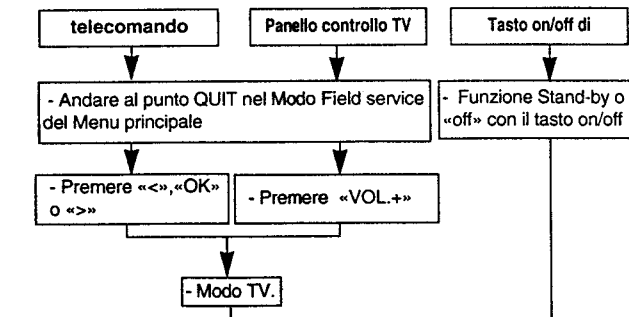 telecomando
Panello controllo TV
Tasto on/off di
- Andare al punto QUIT nel Modo Field service
del Menu principale
- Funzione Stand-by o
«off» con il tasto on/off
- Premere «<»,«OK»
o «>»
- Premere «VOL.+»
- Modo TV.